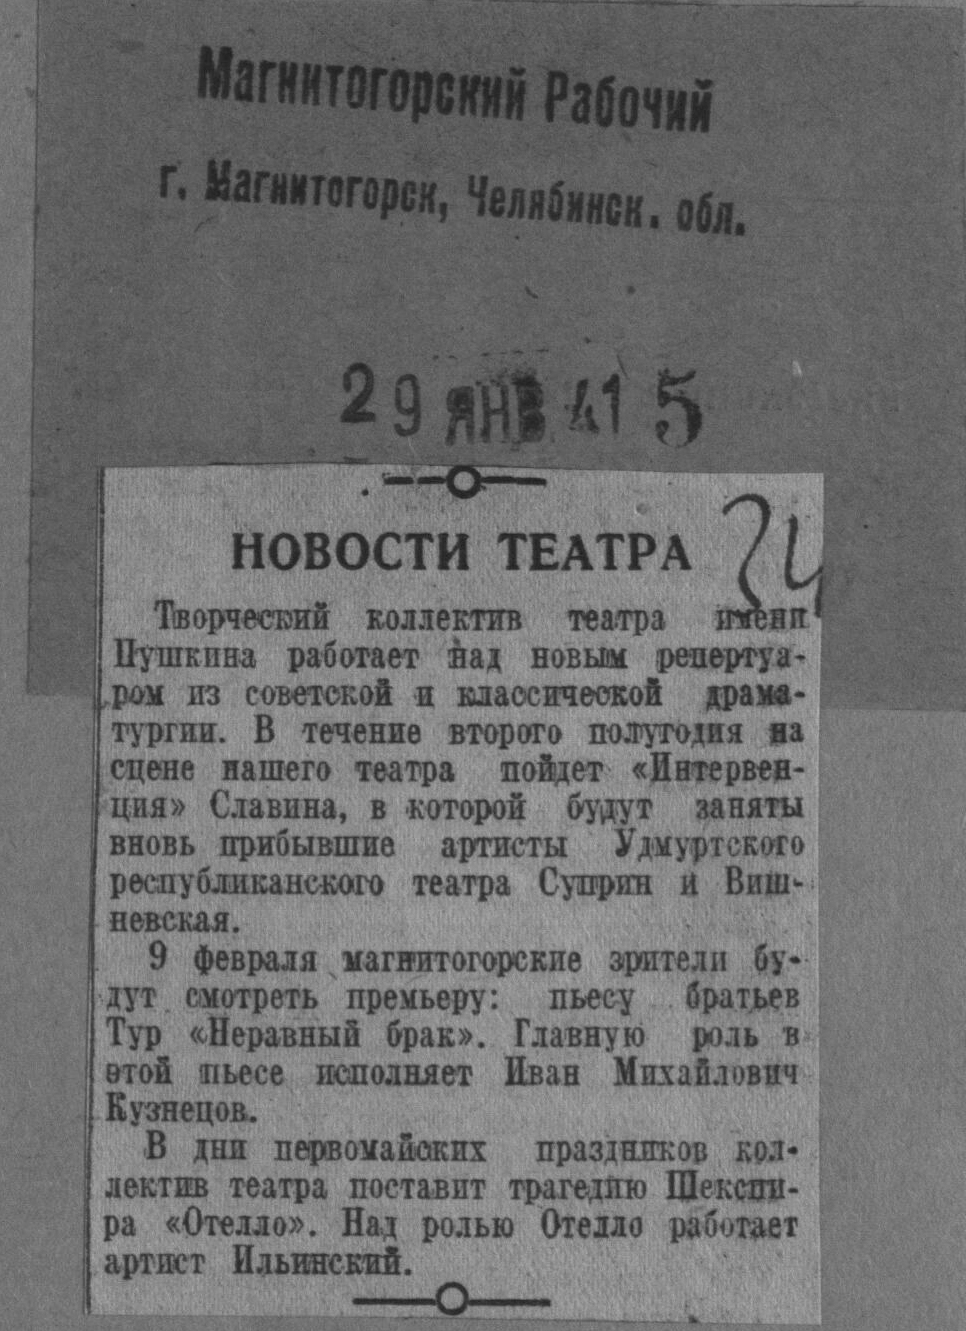 Магнитогорский Рабочий
г. Магнитогорск, Челябинск. обл.
29 ЯНВ 41 5
24
НОВОСТИ ТЕАТРА
Творческий коллектив театра имени
Пушкина работает над новым репертуа-
ром из советской и классической драма-
тургии. В течение второго полугодия на
сцене нашего театра пойдет «Интервен-
ция» Славина, в которой будут заняты
вновь прибывшие артисты Удмуртского
республиканского театра Суприн и Виш-
невская.
9 февраля магнитогорские зрители бу-
дут смотреть премьеру: пьесу братьев
Тур «Неравный брак». Главную роль в
этой пьесе исполняет Иван Михайлович
Кузнецов.
В дни первомайских праздников кол-
лектив театра поставит трагедию Шекспи-
ра «Отелло». Над ролью Отелло работает
артист Ильинский.